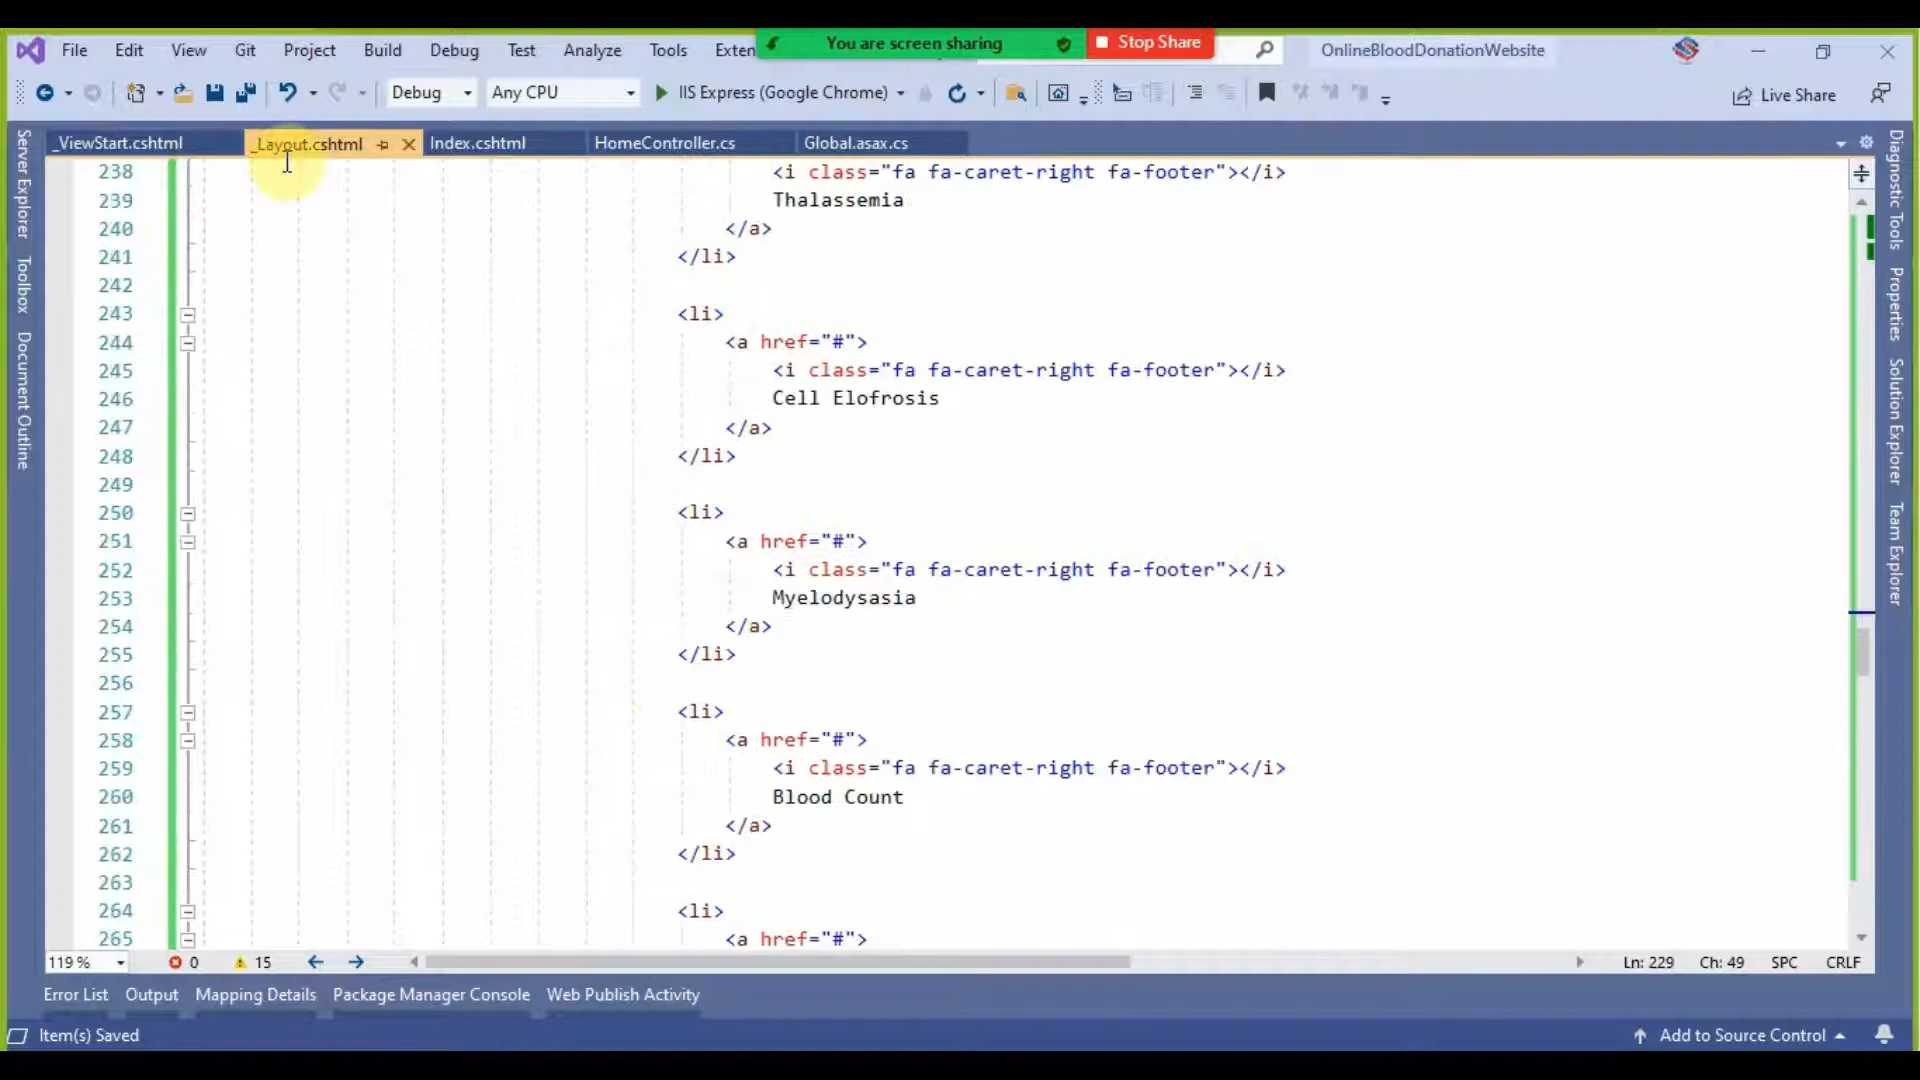 File Edit View Git Project Build Debug Test Analyze Tools Exten You are screen sharing Stop Share OnlineBloodDonationWebsite
Debug Any CPU IIS Express (Google Chrome) Live Share
_ViewStart.cshtml _Layout.cshtml Index.cshtml HomeController.cs Global.asax.cs
Server Explorer
Toolbox
Document Outline
238 <i class="fa fa-caret-right fa-footer"></i>
239 Thalassemia
240 </a>
241 </li>
242
243 <li>
244 <a href="#">
245 <i class="fa fa-caret-right fa-footer"></i>
246 Cell Elofrosis
247 </a>
248 </li>
249
250 <li>
251 <a href="#">
252 <i class="fa fa-caret-right fa-footer"></i>
253 Myelodysasia
254 </a>
255 </li>
256
257 <li>
258 <a href="#">
259 <i class="fa fa-caret-right fa-footer"></i>
260 Blood Count
261 </a>
262 </li>
263
264 <li>
265 <a href="#">
Diagnostic Tools
Properties
Solution Explorer
Team Explorer
119 % 0 15 Ln: 229 Ch: 49 SPC CRLF
Error List Output Mapping Details Package Manager Console Web Publish Activity
Item(s) Saved Add to Source Control